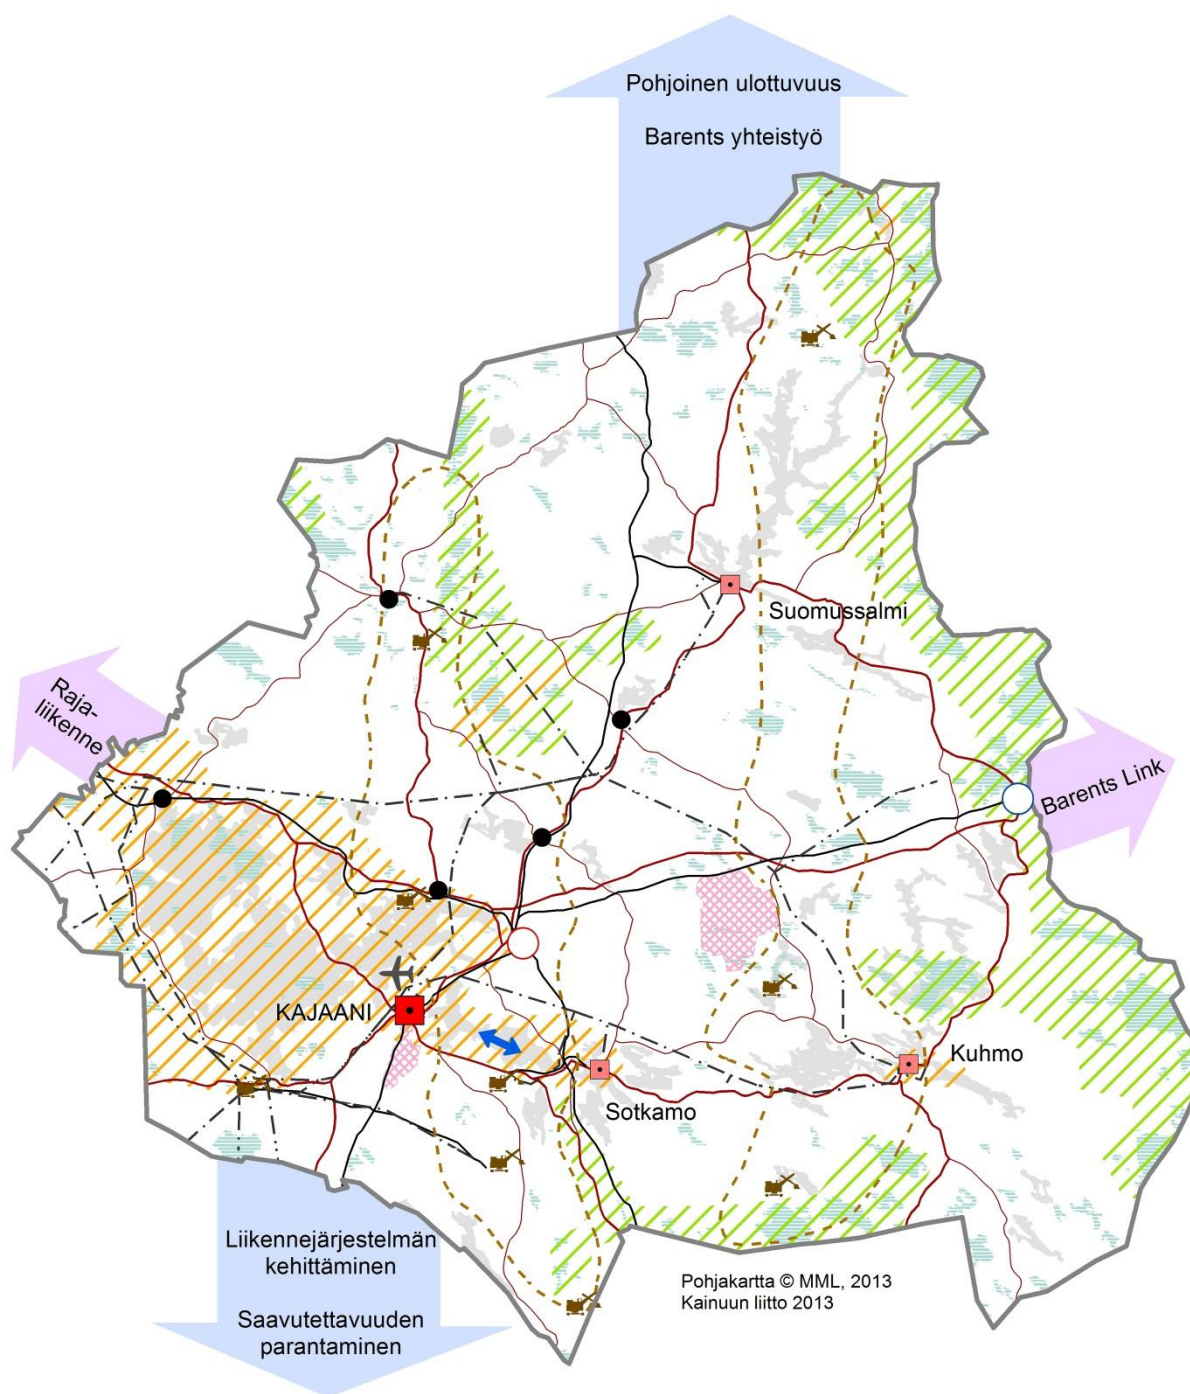 Pohjoinen ulottuvuus
Barents yhteistyö
Suomussalmi
Raja-
liikenne
Barents Link
KAJAANI
Kuhmo
Sotkamo
Liikennejärjestelmän
kehittäminen
Saavutettavuuden
parantaminen
Pohjakartta © MML, 2013
Kainuun liitto 2013